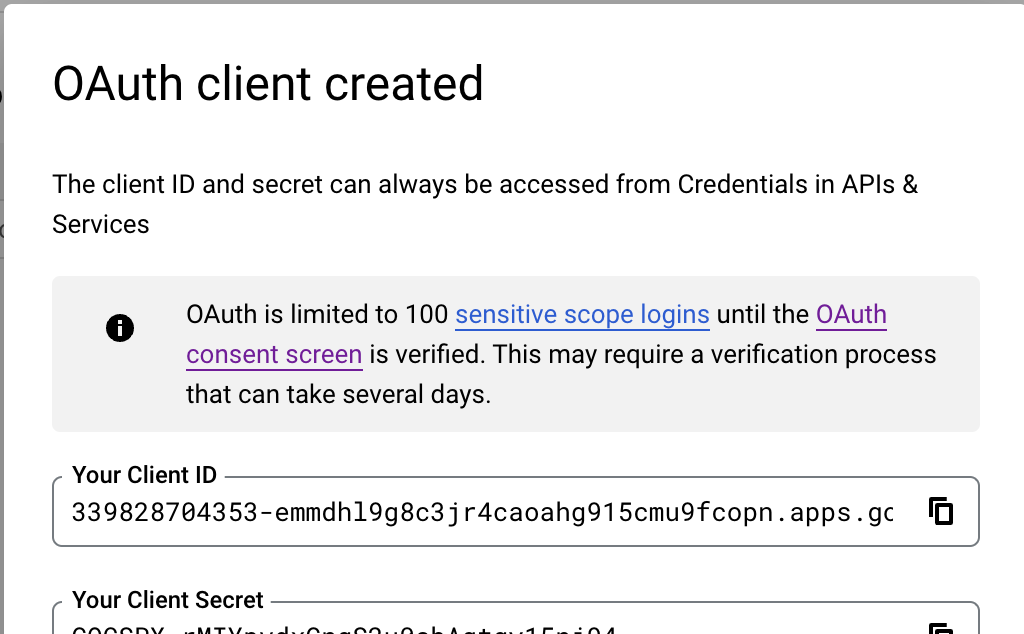 OAuth client created
The client ID and secret can always be accessed from Credentials in APIs &
Services
OAuth is limited to 100 sensitive scope logins until the OAuth
consent screen is verified. This may require a verification process
that can take several days.
Your Client ID
339828704353-emmdhl9g8c3jr4caoahg915cmu9fcopn.apps.gc
Your Client Secret